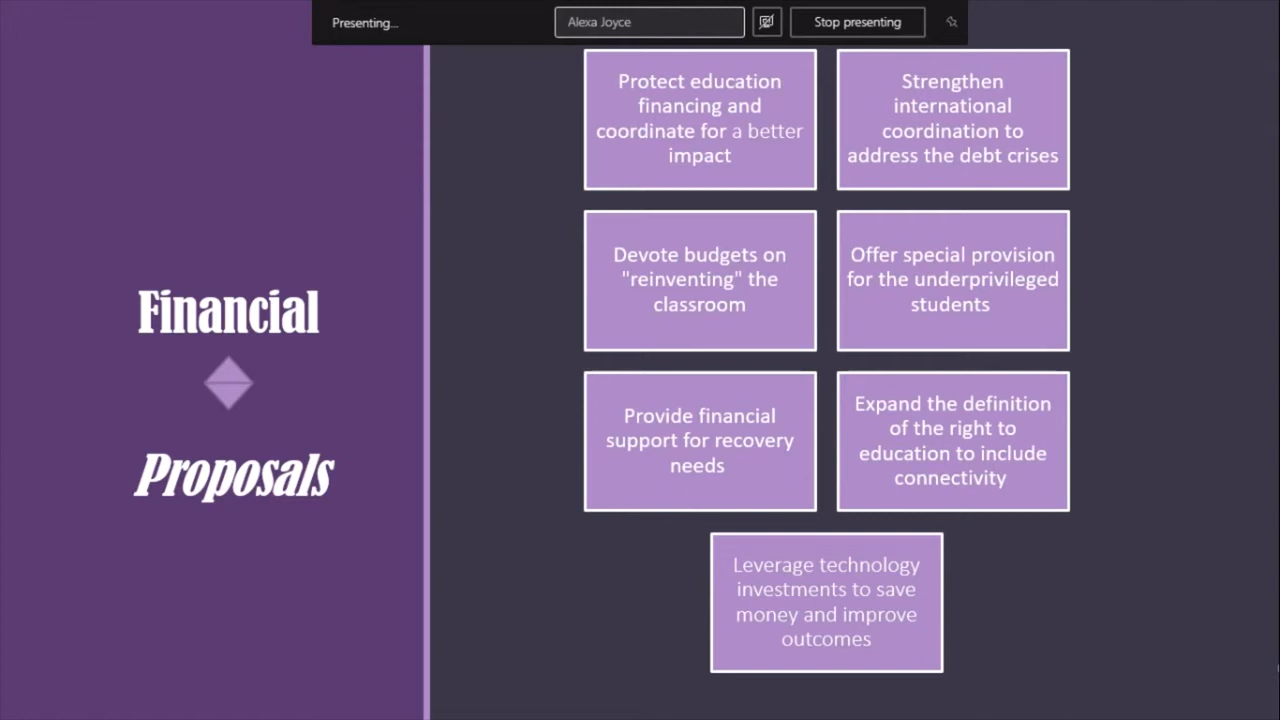 Presenting...
Alexa Joyce
Stop presenting
Financial
Proposals
Protect education
financing and
coordinate for a better
impact
Strengthen
international
coordination to
address the debt crises
Devote budgets on
"reinventing" the
classroom
Offer special provision
for the underprivileged
students
Provide financial
support for recovery
needs
Expand the definition
of the right to
education to include
connectivity
Leverage technology
investments to save
money and improve
outcomes